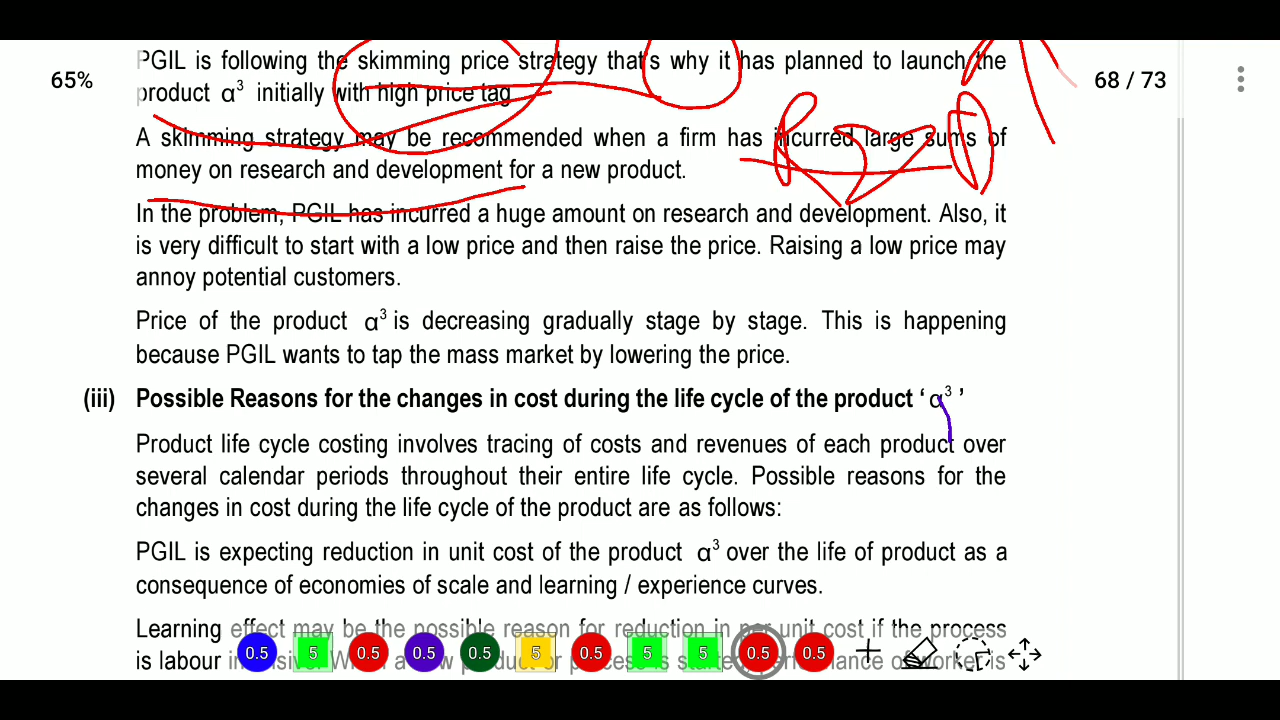 PGIL is following the skimming price strategy that's why it has planned to launch the
65%
68 / 73
product α³ initially with high price tag
A skimming strategy may be recommended when a firm has incurred large sums of
R & D
money on research and development for a new product.
In the problem, PGIL has incurred a huge amount on research and development. Also, it
is very difficult to start with a low price and then raise the price. Raising a low price may
annoy potential customers.
Price of the product α³ is decreasing gradually stage by stage. This is happening
because PGIL wants to tap the mass market by lowering the price.
(iii) Possible Reasons for the changes in cost during the life cycle of the product ‘α³ ’
Product life cycle costing involves tracing of costs and revenues of each product over
several calendar periods throughout their entire life cycle. Possible reasons for the
changes in cost during the life cycle of the product are as follows:
PGIL is expecting reduction in unit cost of the product α³ over the life of product as a
consequence of economies of scale and learning / experience curves.
Learning effect may be the possible reason for reduction in per unit cost if the process
is labour
0.5 5 0.5 0.5 0.5 5 0.5 5 5 0.5 0.5